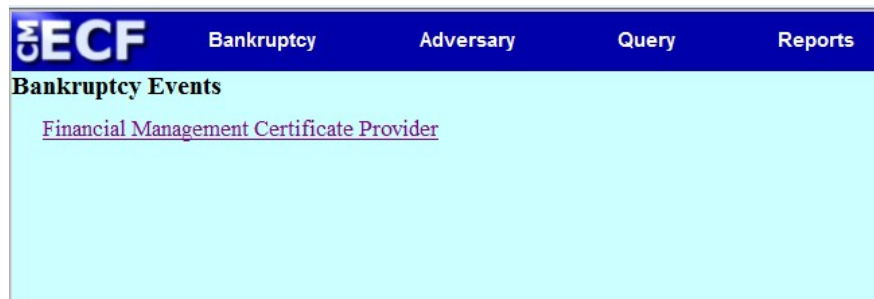 CM ECF Bankruptcy Adversary Query Reports
Bankruptcy Events
Financial Management Certificate Provider